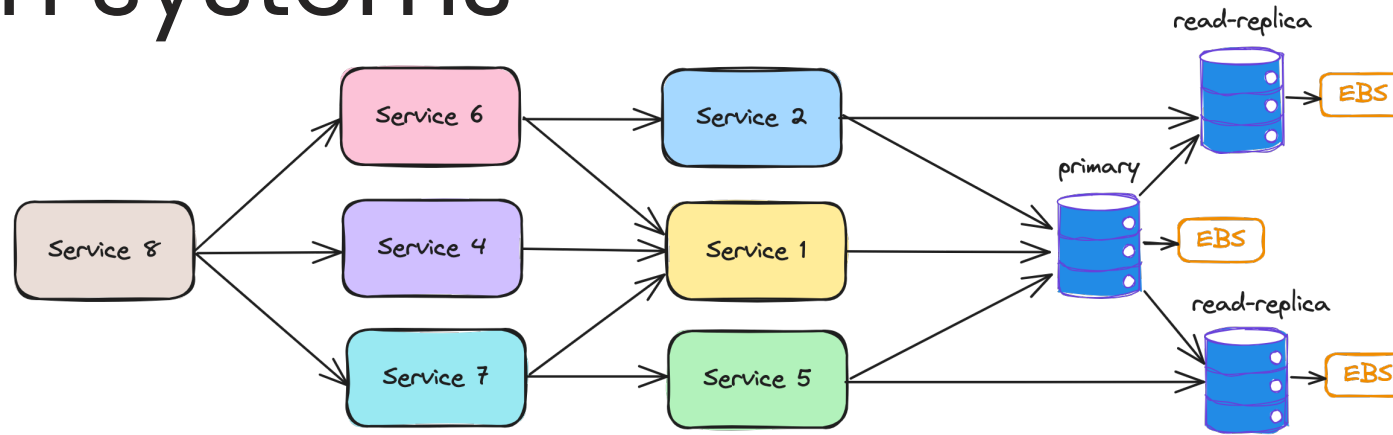 systems
read-replica
EBS
Service 6
Service 2
primary
Service 8
Service 4
Service 1
EBS
read-replica
Service 7
Service 5
EBS